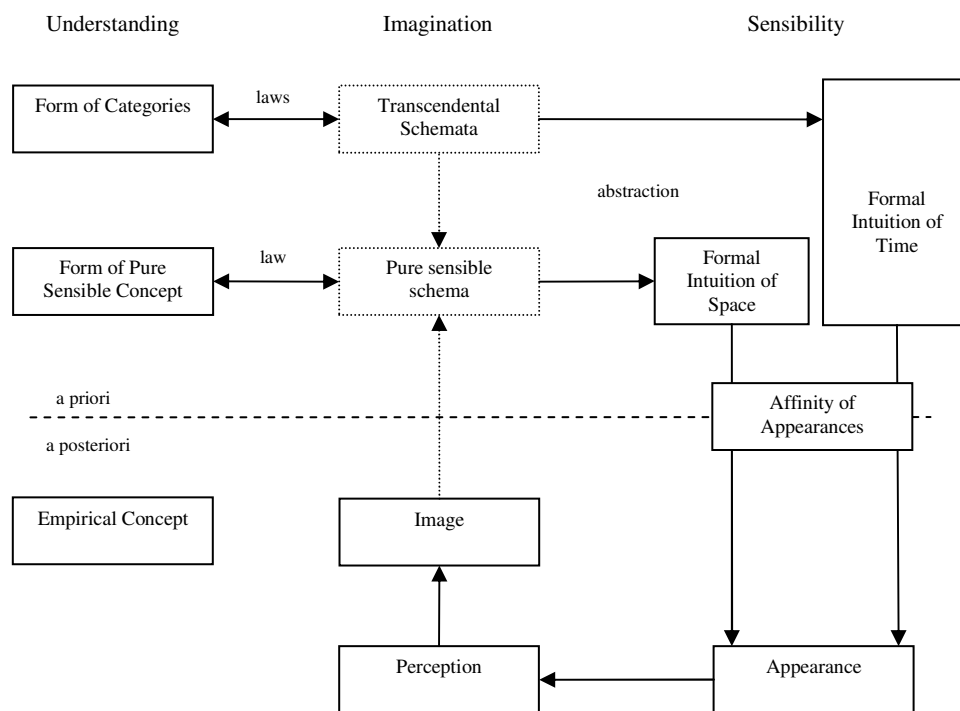 Understanding
Imagination
Sensibility
Form of Categories
laws
Transcendental
Schemata
abstraction
Formal
Intuition of
Time
Form of Pure
Sensible Concept
law
Pure sensible
schema
Formal
Intuition of
Space
a priori
a posteriori
Affinity of
Appearances
Empirical Concept
Image
Perception
Appearance